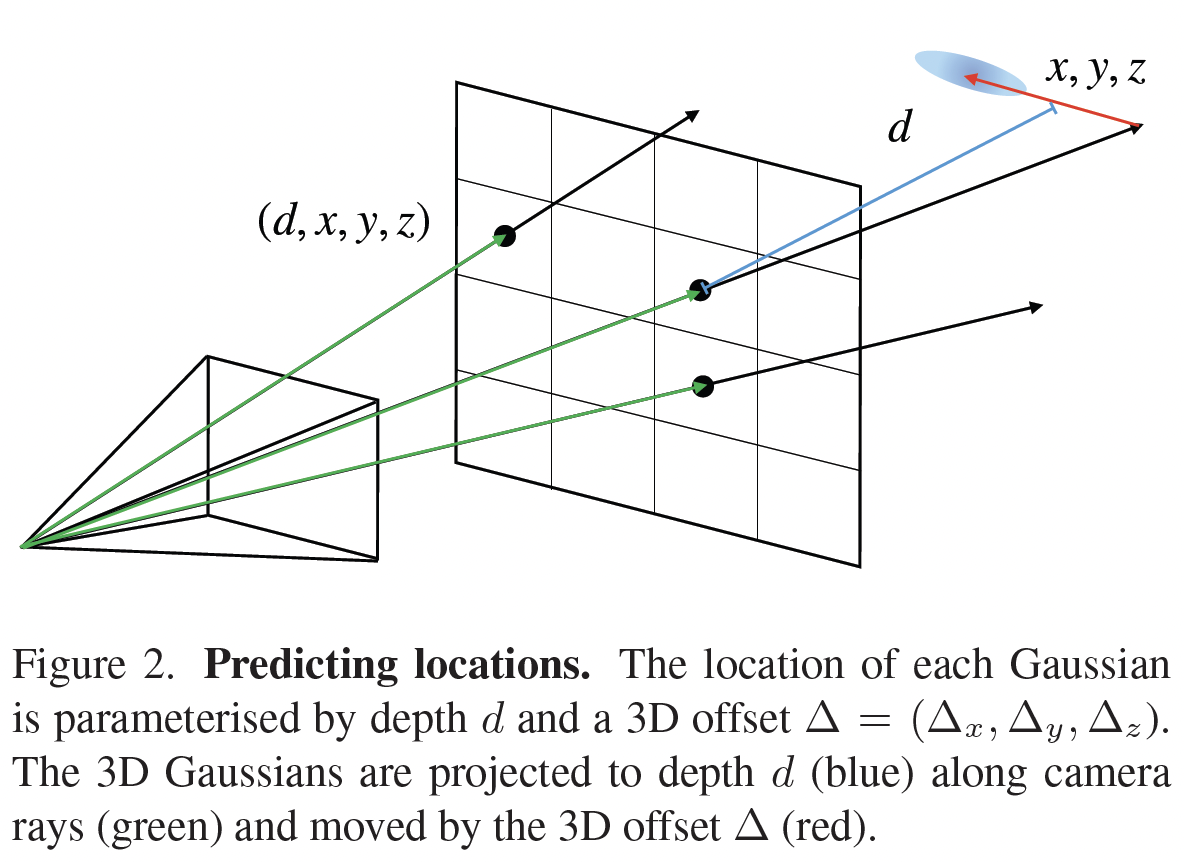 x, y, z
d
(d, x, y, z)
Figure 2. Predicting locations. The location of each Gaussian
is parameterised by depth d and a 3D offset Δ = (Δx, Δy, Δz).
The 3D Gaussians are projected to depth d (blue) along camera
rays (green) and moved by the 3D offset Δ (red).